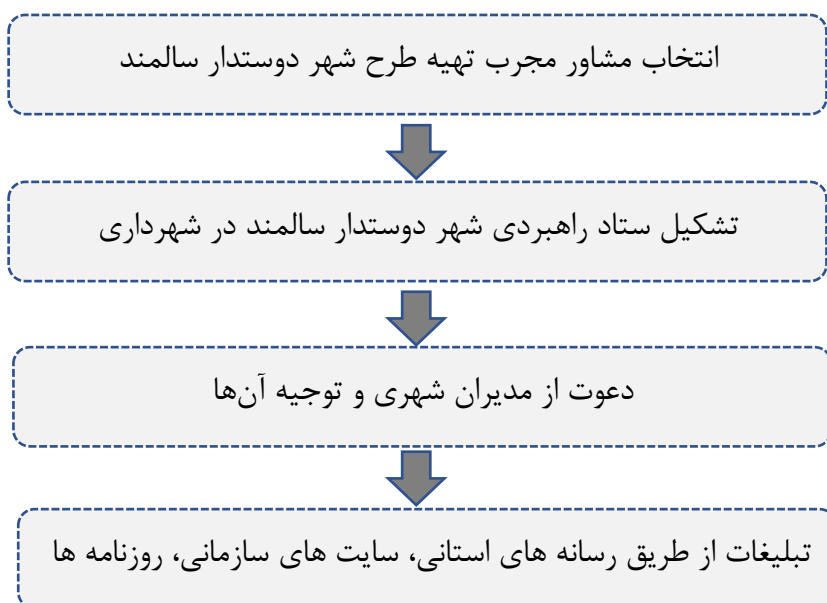 انتخاب مشاور مجرب تهیه طرح شهر دوستدار سالمند
تشکیل ستاد راهبردی شهر دوستدار سالمند در شهرداری
دعوت از مدیران شهری و توجیه آن‌ها
تبلیغات از طریق رسانه های استانی، سایت های سازمانی، روزنامه ها